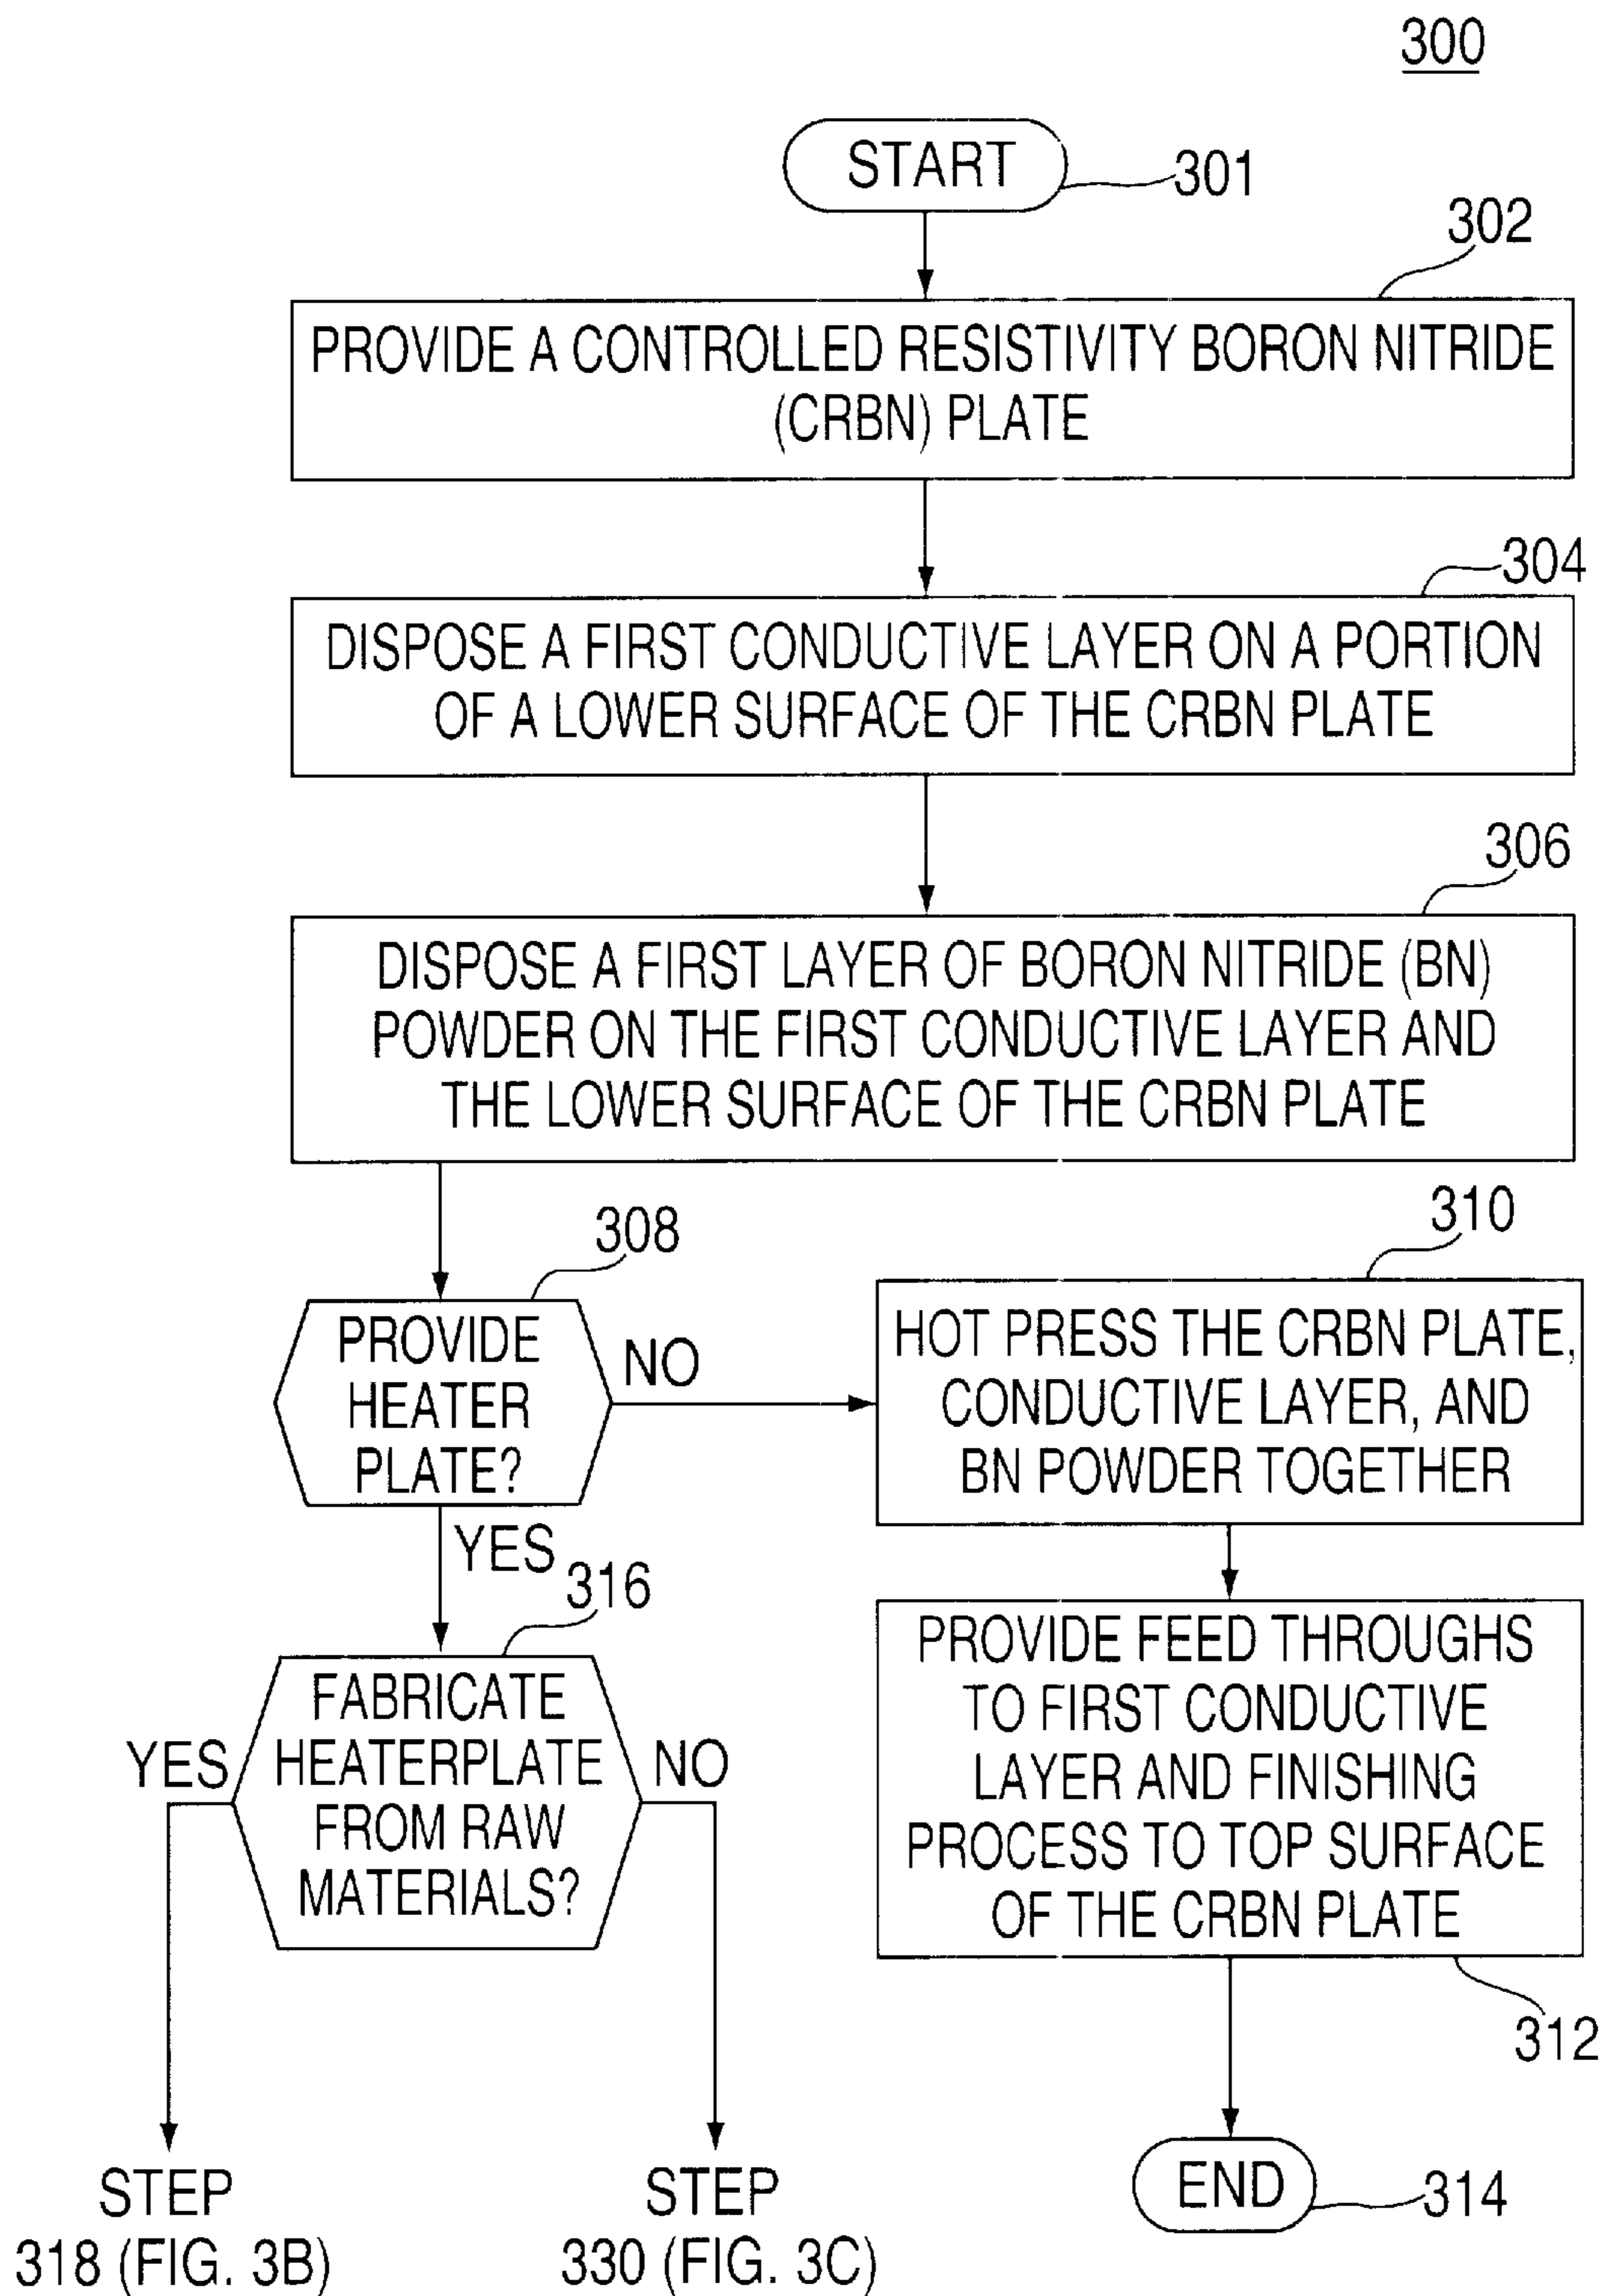 300
START
301
302
PROVIDE A CONTROLLED RESISTIVITY BORON NITRIDE
(CRBN) PLATE
304
DISPOSE A FIRST CONDUCTIVE LAYER ON A PORTION
OF A LOWER SURFACE OF THE CRBN PLATE
306
DISPOSE A FIRST LAYER OF BORON NITRIDE (BN)
POWDER ON THE FIRST CONDUCTIVE LAYER AND
THE LOWER SURFACE OF THE CRBN PLATE
308
PROVIDE
HEATER
PLATE?
NO
310
HOT PRESS THE CRBN PLATE,
CONDUCTIVE LAYER, AND
BN POWDER TOGETHER
YES
316
FABRICATE
HEATERPLATE
FROM RAW
MATERIALS?
YES
NO
PROVIDE FEED THROUGHS
TO FIRST CONDUCTIVE
LAYER AND FINISHING
PROCESS TO TOP SURFACE
OF THE CRBN PLATE
312
STEP
318 (FIG. 3B)
STEP
330 (FIG. 3C)
END
314